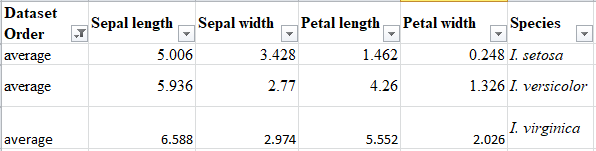 Dataset Order Sepal length Sepal width Petal length Petal width Species
average 5.006 3.428 1.462 0.248 I. setosa
average 5.936 2.77 4.26 1.326 I. versicolor
average 6.588 2.974 5.552 2.026 I. virginica